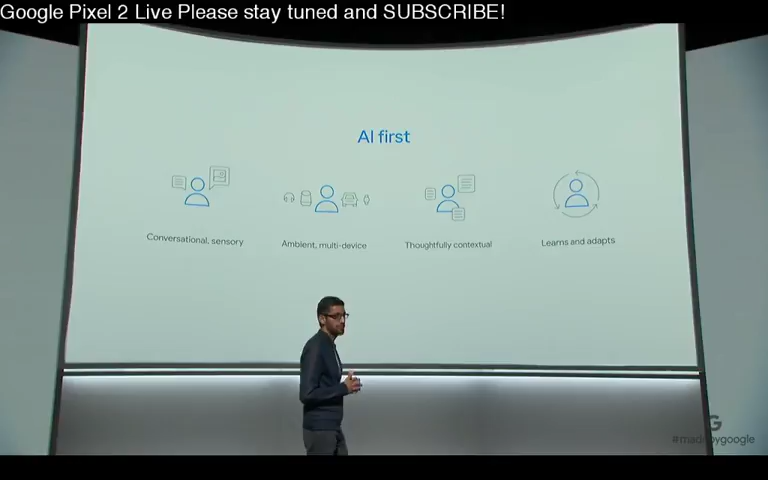 Google Pixel 2 Live Please stay tuned and SUBSCRIBE!
AI first
Conversational, sensory
Ambient, multi-device
Thoughtfully contextual
Learns and adapts
G
#madebygoogle